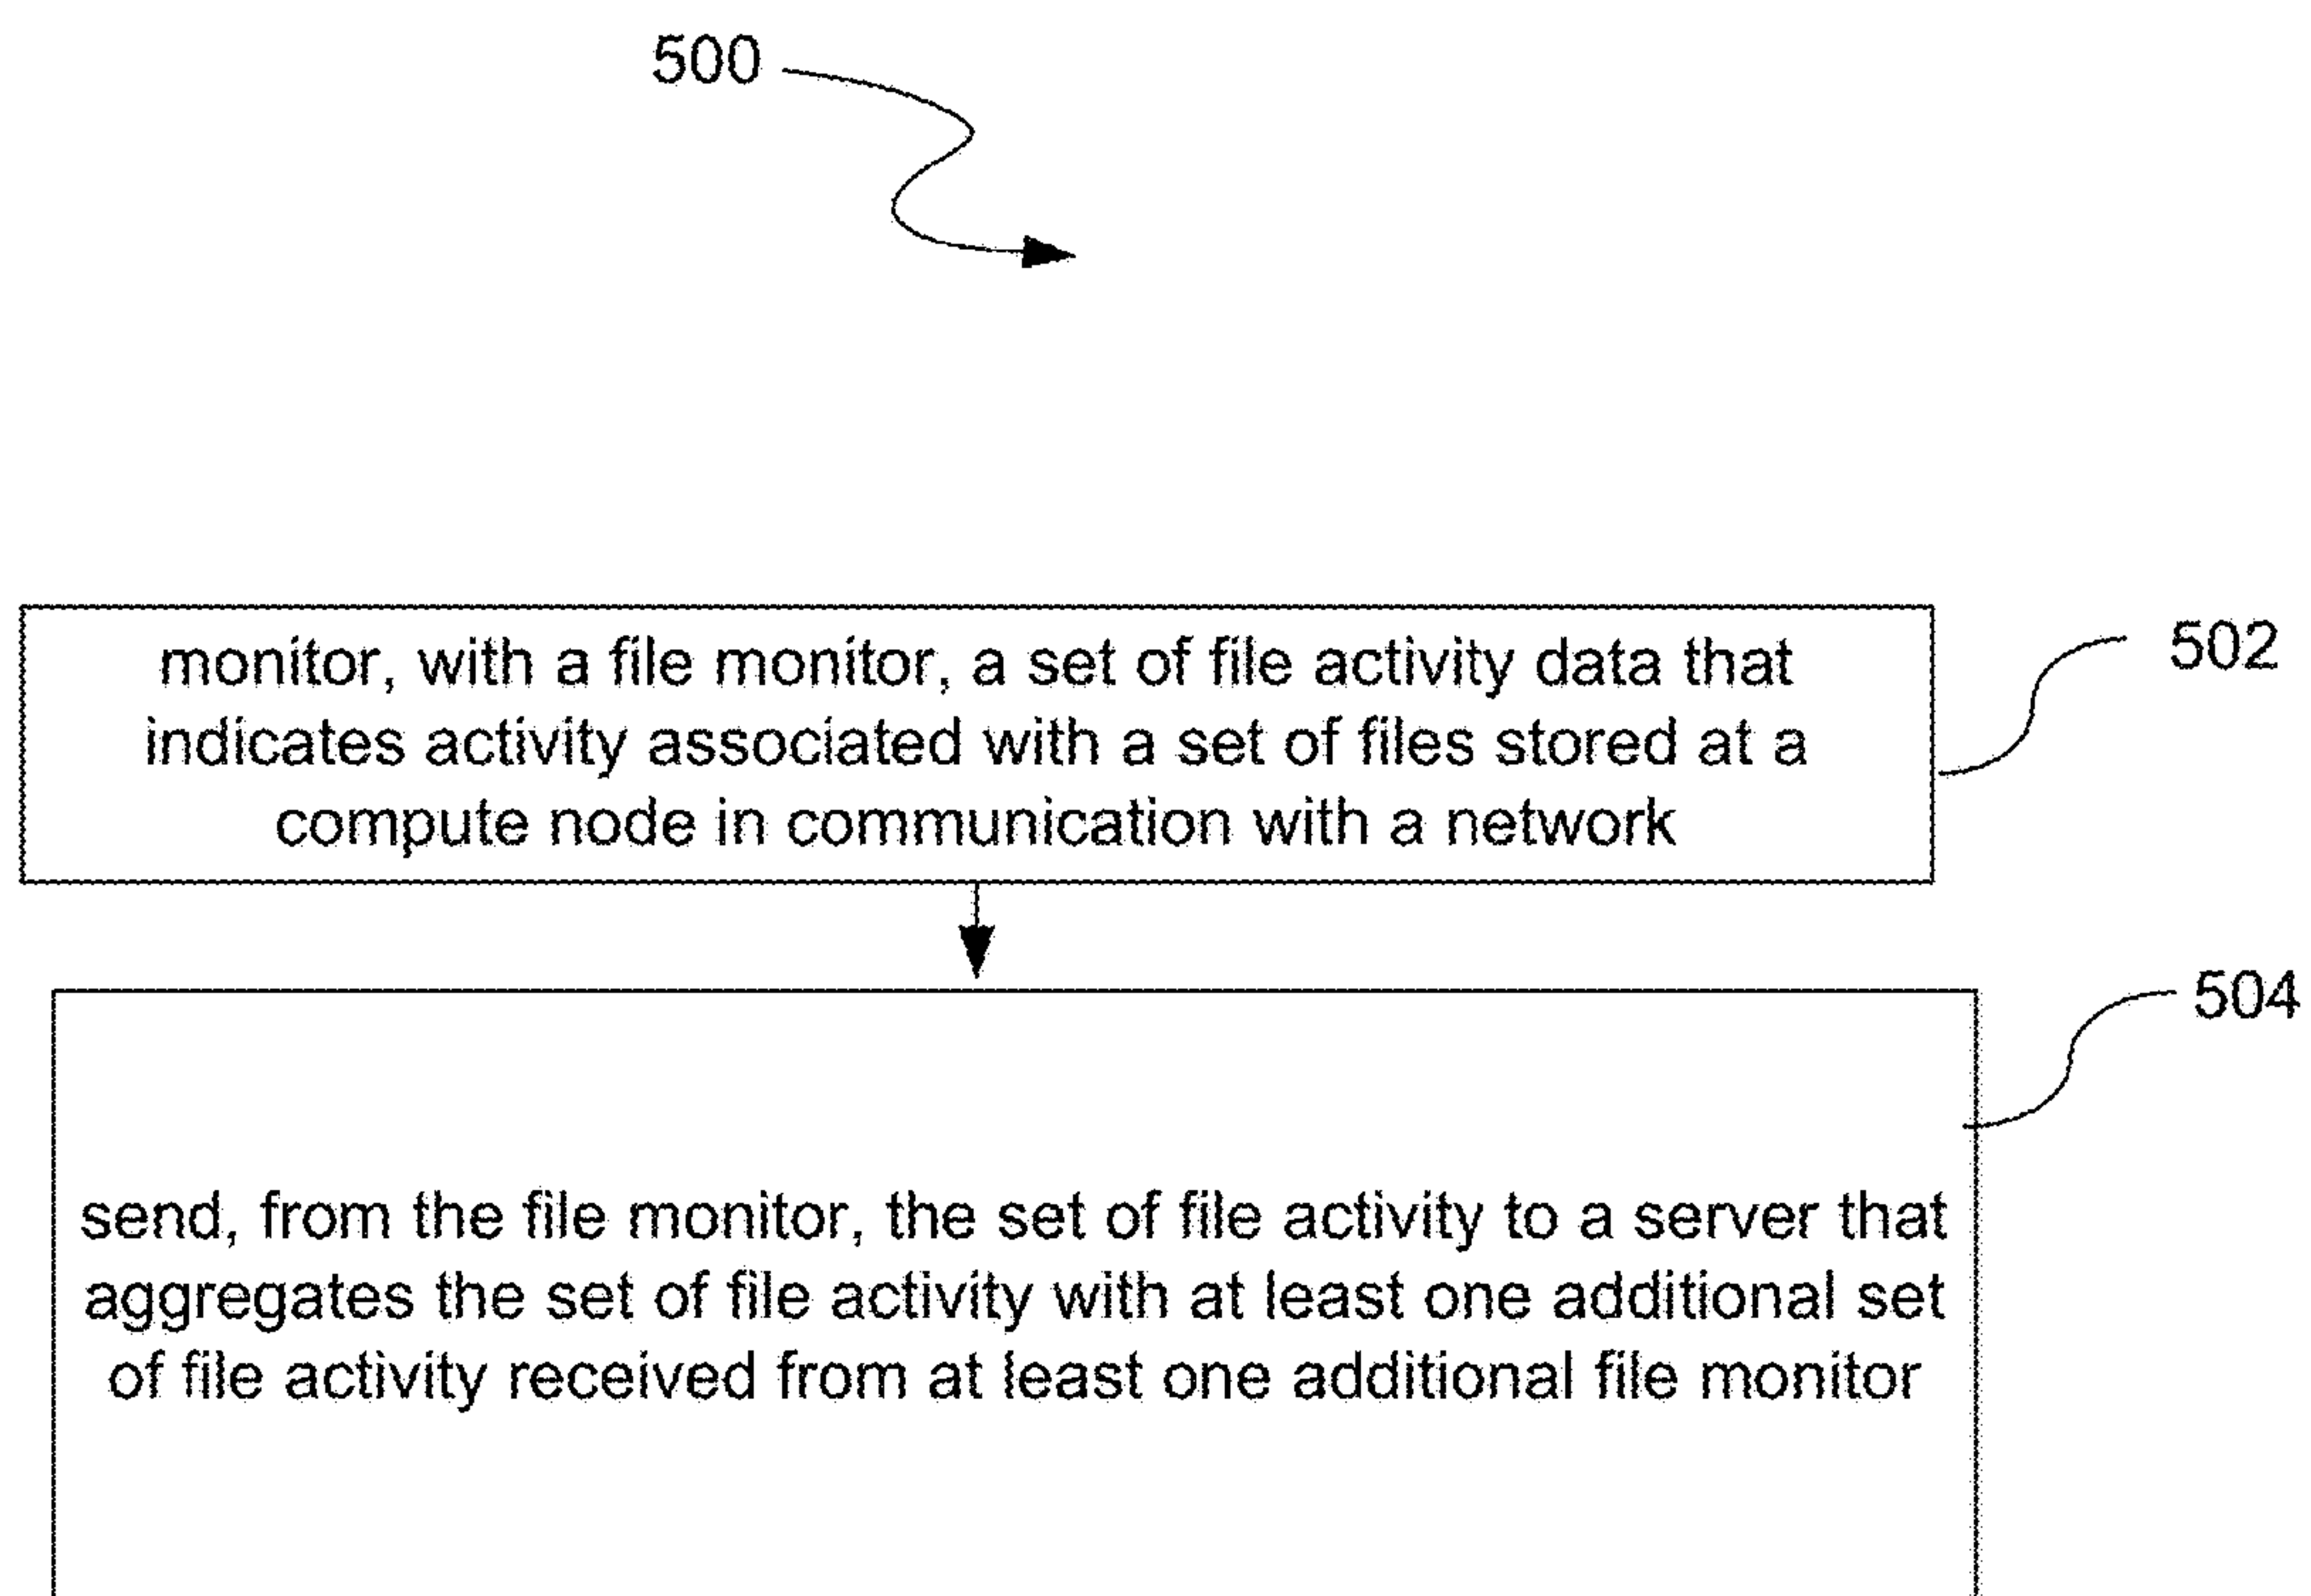 500
monitor, with a file monitor, a set of file activity data that
indicates activity associated with a set of files stored at a
compute node in communication with a network
502
504
send, from the file monitor, the set of file activity to a server that
aggregates the set of file activity with at least one additional set
of file activity received from at least one additional file monitor